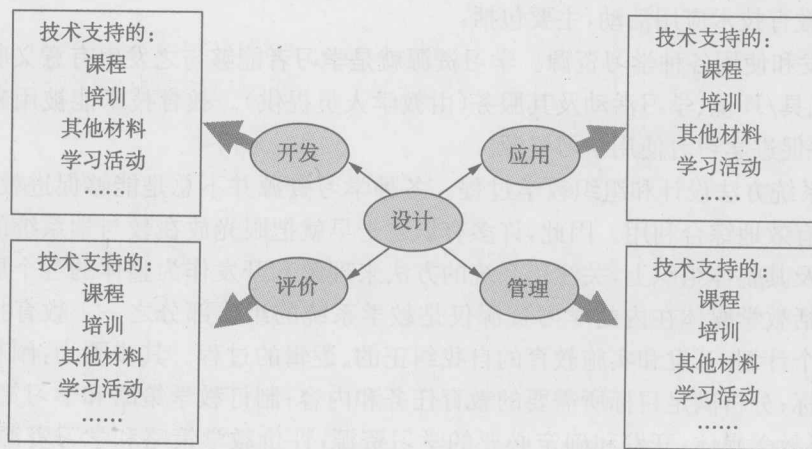 技术支持的：
课程
培训
其他材料
学习活动
……
技术支持的：
课程
培训
其他材料
学习活动
……
开发
应用
设计
评价
管理
技术支持的：
课程
培训
其他材料
学习活动
……
技术支持的：
课程
培训
其他材料
学习活动
……